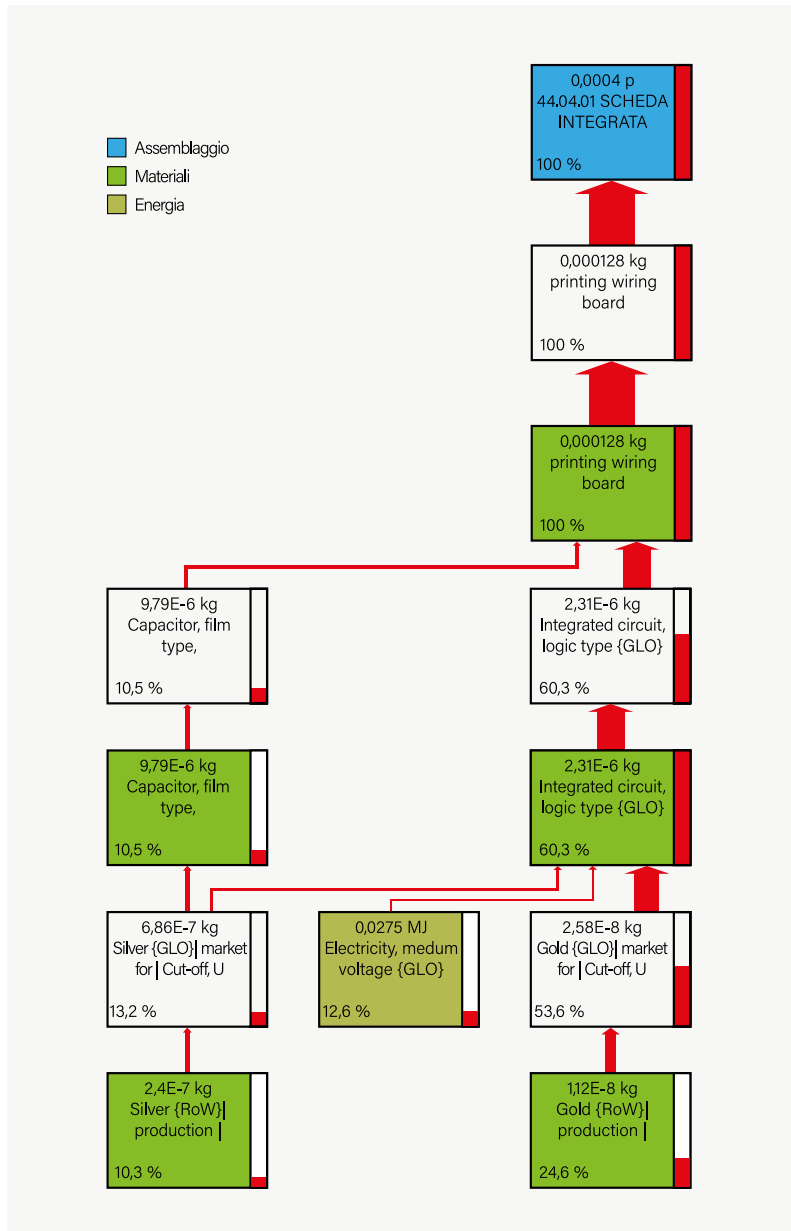 0,0004 p
44.04.01 SCHEDA
INTEGRATA
100 %
Assemblaggio
Materiali
Energia
0,000128 kg
printing wiring
board
100 %
0,000128 kg
printing wiring
board
100 %
9,79E-6 kg
Capacitor, film
type,
10,5 %
2,31E-6 kg
Integrated circuit,
logic type {GLO}
60,3 %
9,79E-6 kg
Capacitor, film
type,
10,5 %
2,31E-6 kg
Integrated circuit,
logic type {GLO}
60,3 %
6,86E-7 kg
Silver {GLO}| market
for | Cut-off, U
13,2 %
0,0275 MJ
Electricity, medum
voltage {GLO}
12,6 %
2,58E-8 kg
Gold {GLO}| market
for | Cut-off, U
53,6 %
2,4E-7 kg
Silver {RoW}|
production |
10,3 %
1,12E-8 kg
Gold {RoW}|
production |
24,6 %